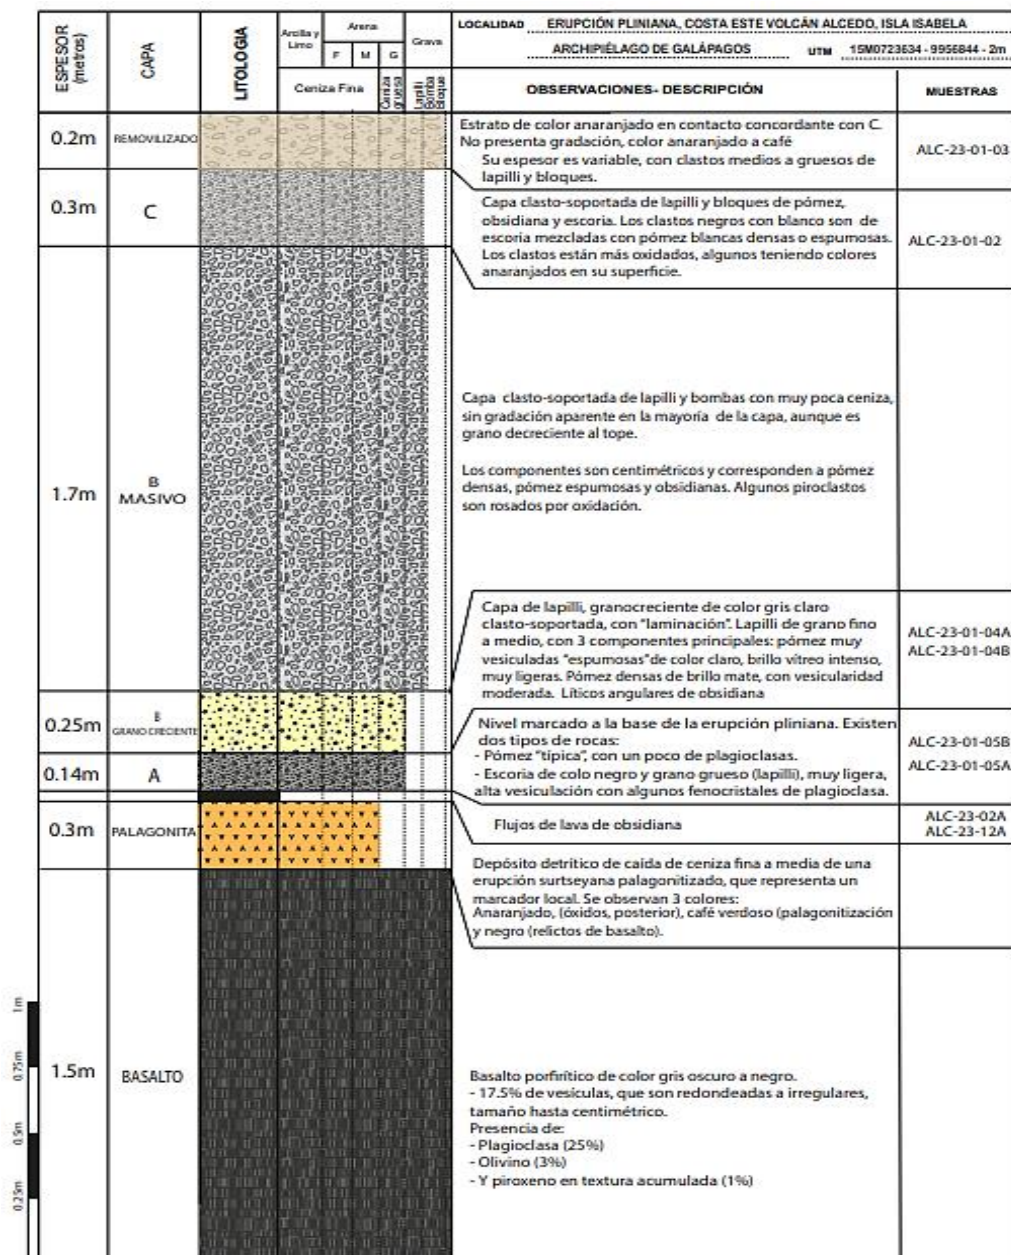 ESPESOR
(metros)
CAPA
LITOLOGIA
Arcilla y
Limo
Arena
F M G
Grava
Ceniza Fina
Ceniza
gruesa
Lapilli
Bomba
bloque
LOCALIDAD ERUPCIÓN PLINIANA, COSTA ESTE VOLCÁN ALCEDO, ISLA ISABELA
ARCHIPIÉLAGO DE GALÁPAGOS UTM 15M0723634 - 9956844 - 2m
OBSERVACIONES- DESCRIPCIÓN
MUESTRAS
0.2m
REMOVILIZADO
Estrato de color anaranjado en contacto concordante con C.
No presenta gradación, color anaranjado a café
Su espesor es variable, con clastos medios a gruesos de
lapilli y bloques.
ALC-23-01-03
0.3m
C
Capa clasto-soportada de lapilli y bloques de pómez,
obsidiana y escoria. Los clastos negros con blanco son de
escoria mezcladas con pómez blancas densas o espumosas.
Los clastos están más oxidados, algunos teniendo colores
anaranjados en su superficie.
ALC-23-01-02
1.7m
B
MASIVO
Capa clasto-soportada de lapilli y bombas con muy poca ceniza,
sin gradación aparente en la mayoría de la capa, aunque es
grano decreciente al tope.
Los componentes son centimétricos y corresponden a pómez
densas, pómez espumosas y obsidianas. Algunos piroclastos
son rosados por oxidación.
0.25m
B
GRANO CRECIENTE
Capa de lapilli, granocreciente de color gris claro
clasto-soportada, con "laminación". Lapilli de grano fino
a medio, con 3 componentes principales: pómez muy
vesiculadas "espumosas"de color claro, brillo vítreo intenso,
muy ligeras. Pómez densas de brillo mate, con vesicularidad
moderada. Líticos angulares de obsidiana
ALC-23-01-04A
ALC-23-01-04B
0.14m
A
Nivel marcado a la base de la erupción pliniana. Existen
dos tipos de rocas:
- Pómez "típica", con un poco de plagioclasas.
- Escoria de colo negro y grano grueso (lapilli), muy ligera,
alta vesiculación con algunos fenocristales de plagioclasa.
ALC-23-01-05B
ALC-23-01-05A
Flujos de lava de obsidiana
ALC-23-02A
ALC-23-12A
0.3m
PALAGONITA
Depósito detrítico de caida de ceniza fina a media de una
erupción surtseyana palagonitizado, que representa un
marcador local. Se observan 3 colores:
Anaranjado, (óxidos, posterior), café verdoso (palagonitización
y negro (relictos de basalto).
1.5m
BASALTO
Basalto porfirítico de color gris oscuro a negro.
- 17.5% de vesículas, que son redondeadas a irregulares,
tamaño hasta centimétrico.
Presencia de:
- Plagioclasa (25%)
- Olivino (3%)
- Y piroxeno en textura acumulada (1%)
1m
0.75m
0.5m
0.25m